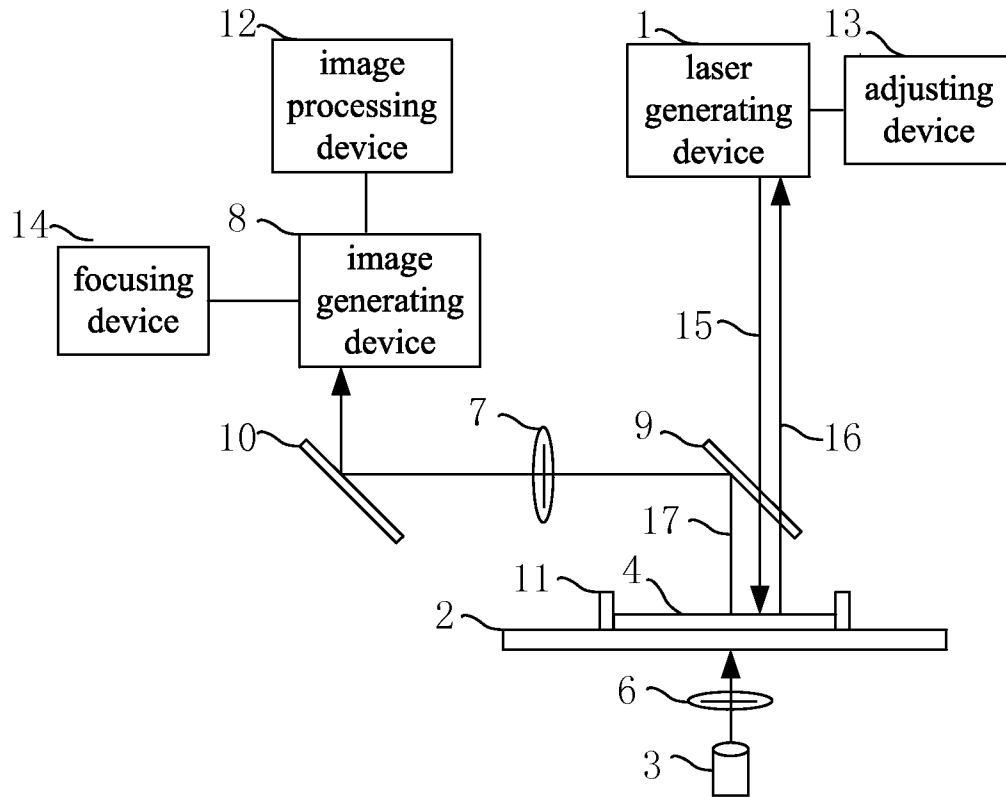 12
image
processing
device
1
laser
generating
device
13
adjusting
device
14
focusing
device
8
image
generating
device
15
16
10
7
9
17
11
4
2
6
3